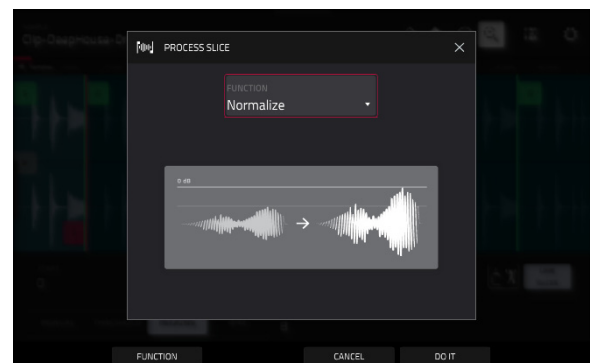 PROCESS SLICE
FUNCTION
Normalize
0 dB
FUNCTION
CANCEL
DO IT